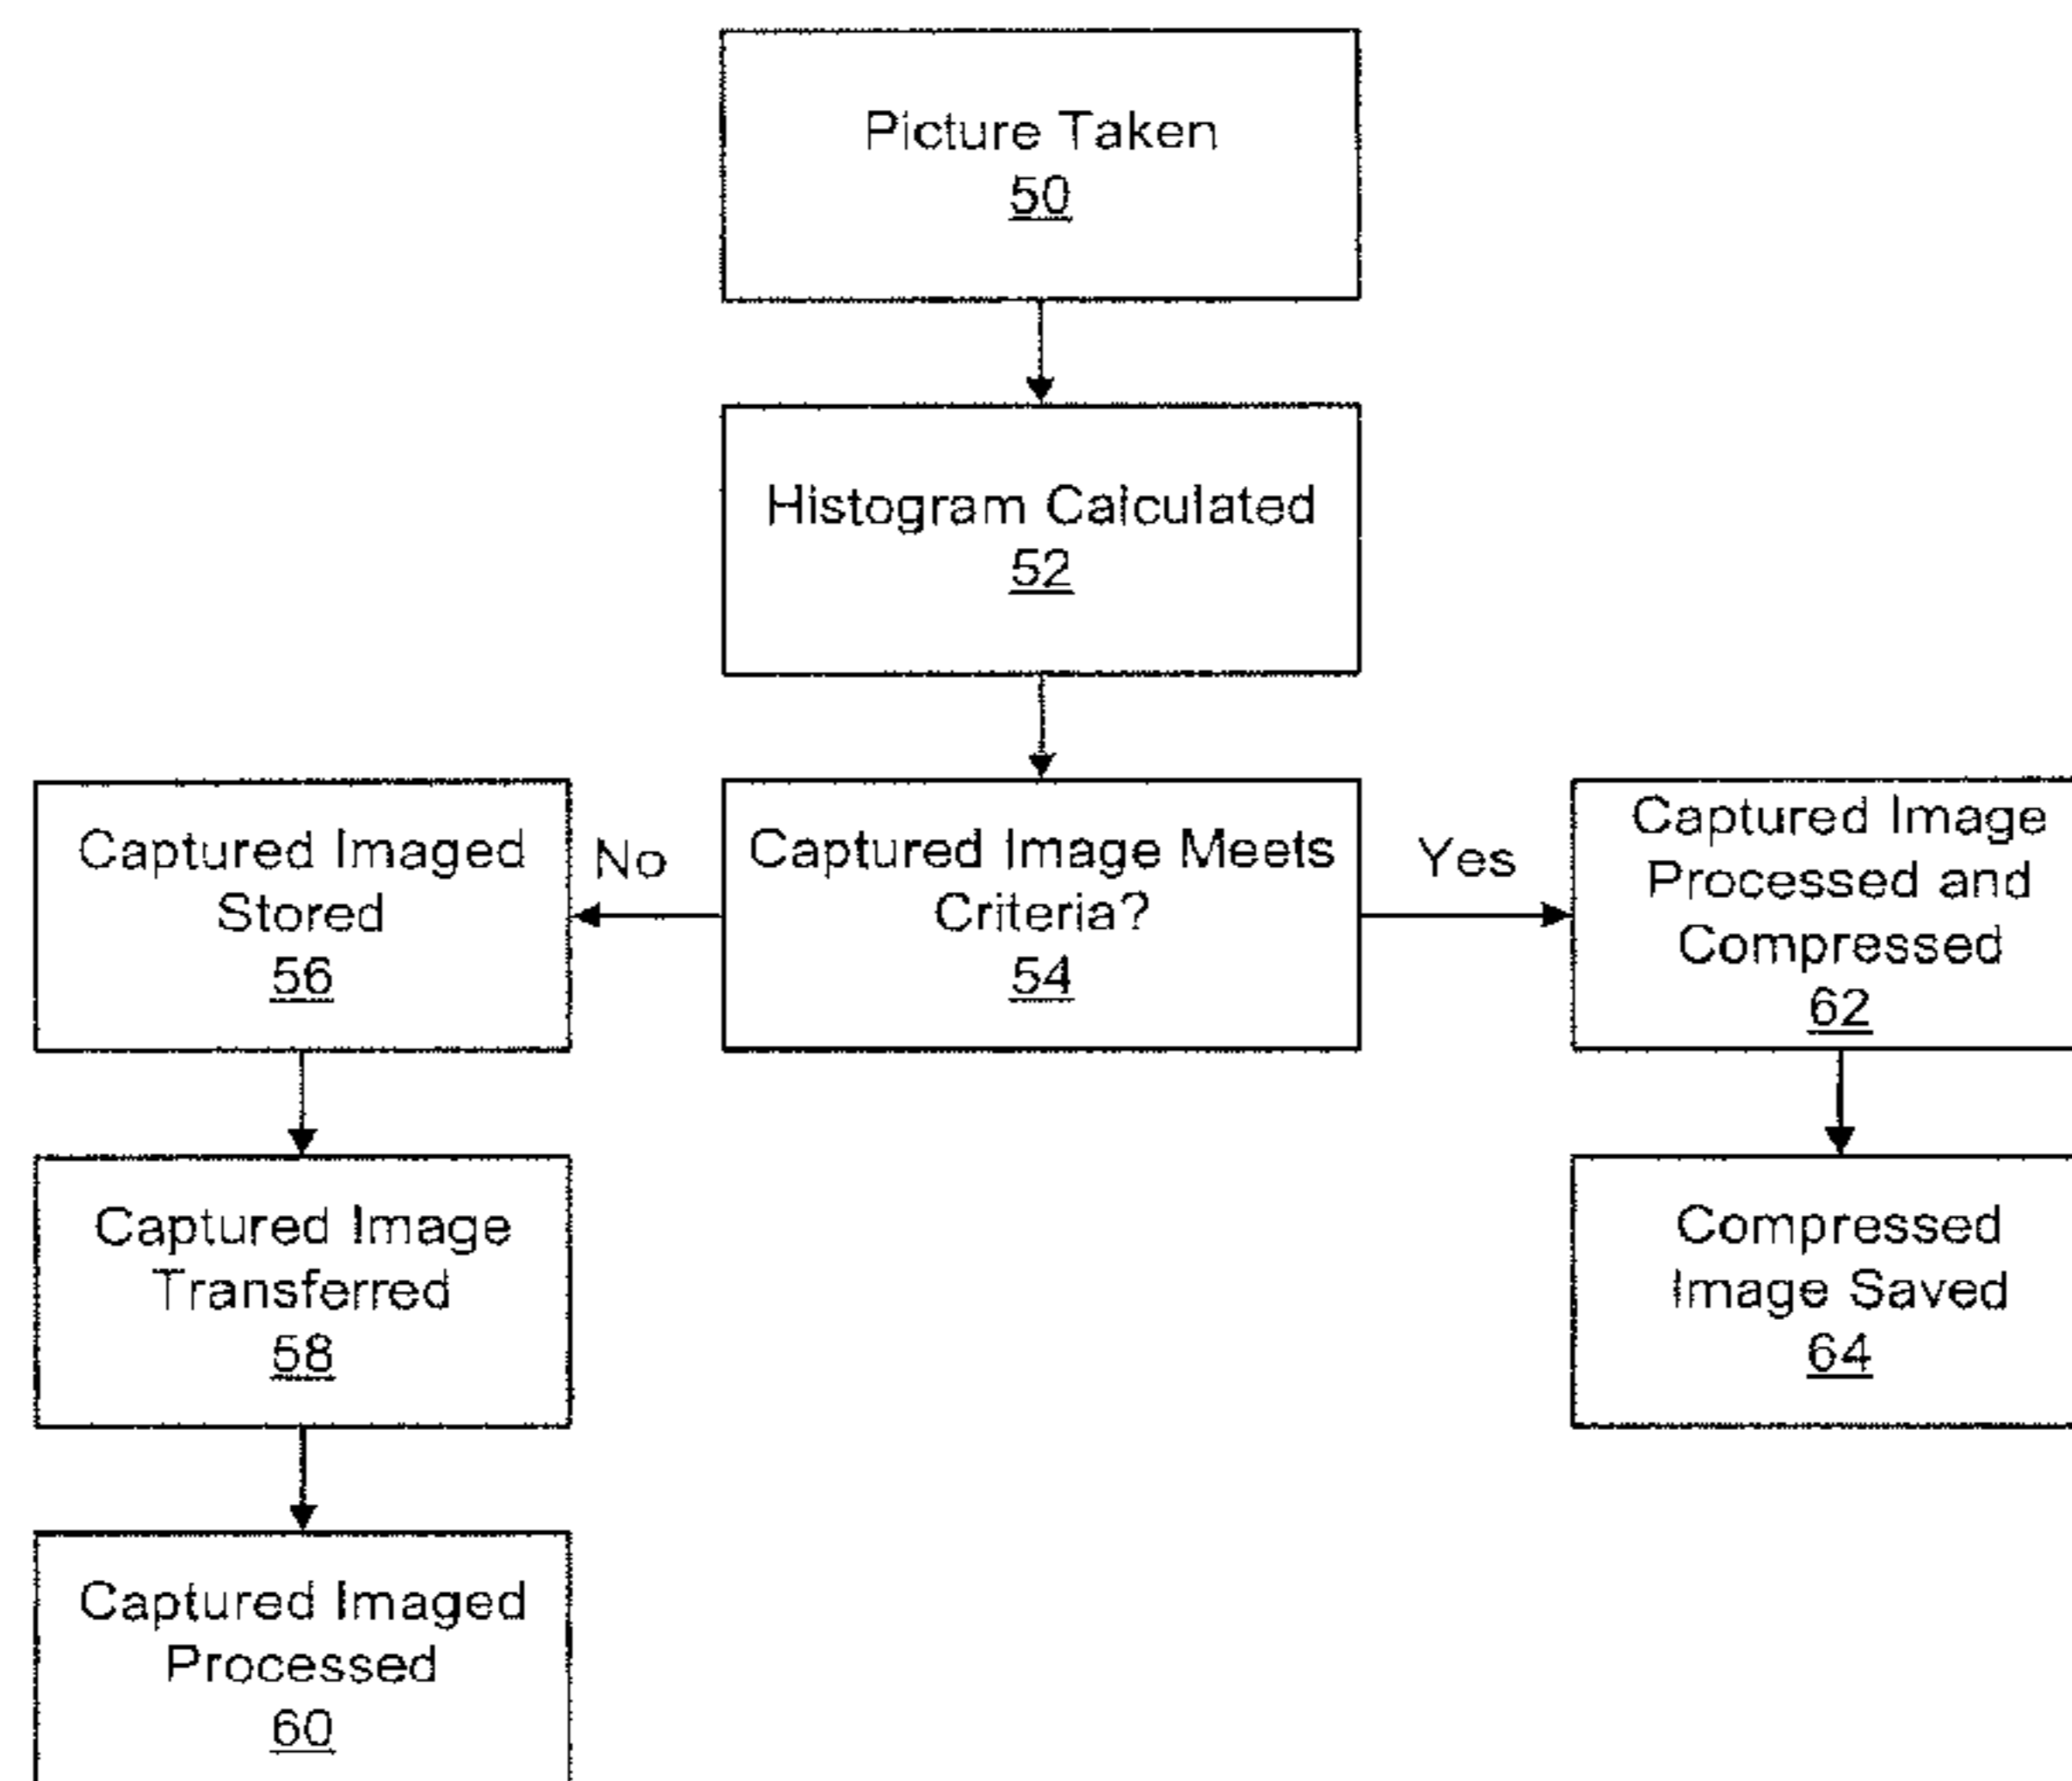 Picture Taken
50
Histogram Calculated
52
Captured Imaged
Stored
56
No
Captured Image Meets
Criteria?
54
Yes
Captured Image
Processed and
Compressed
62
Captured Image
Transferred
58
Compressed
Image Saved
64
Captured Imaged
Processed
60